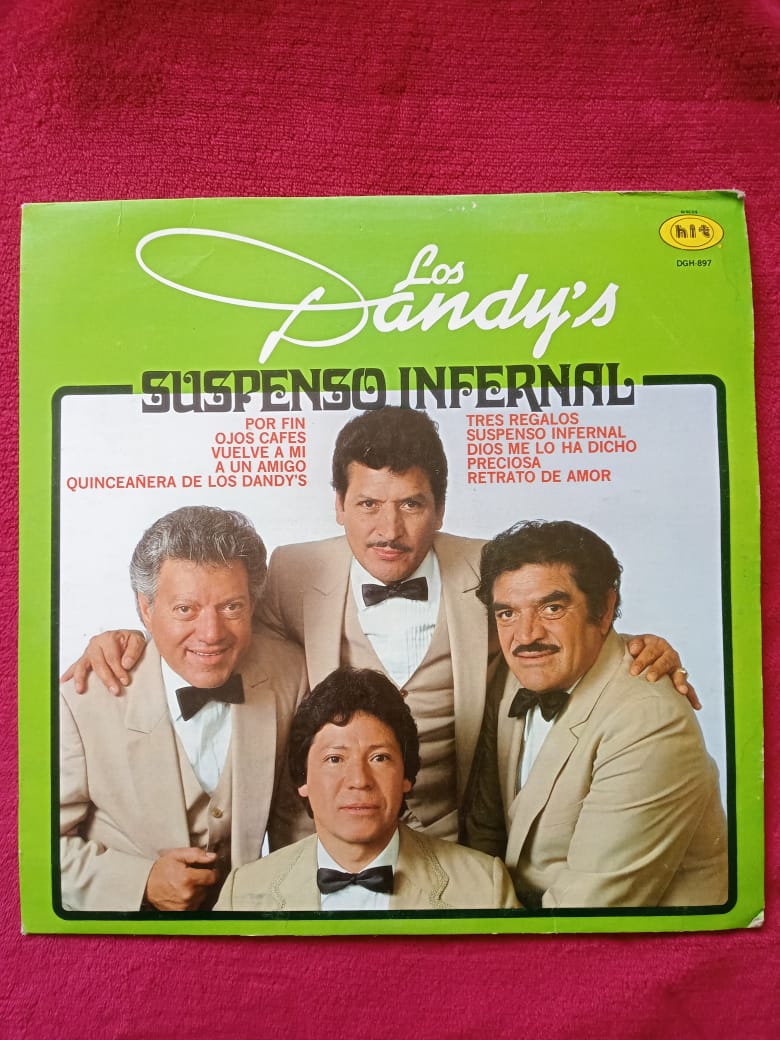 DISCOS
hit
DGH-897
Los
Dandy's
SUSPENSO INFERNAL
POR FIN
OJOS CAFES
VUELVE A MI
A UN AMIGO
QUINCEAÑERA DE LOS DANDY'S
TRES REGALOS
SUSPENSO INFERNAL
DIOS ME LO HA DICHO
PRECIOSA
RETRATO DE AMOR